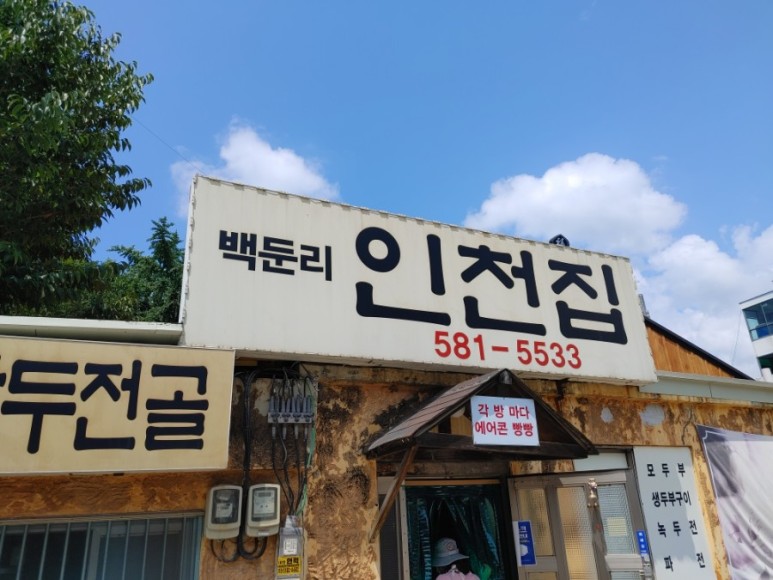 백둔리 인천집
581-5533
두전골
각 방 마다
에어콘 빵빵
모두부
생두부구이
녹두전
파전